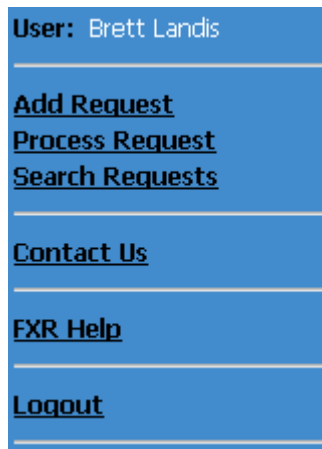 User: Brett Landis
Add Request
Process Request
Search Requests
Contact Us
FXR Help
Logout